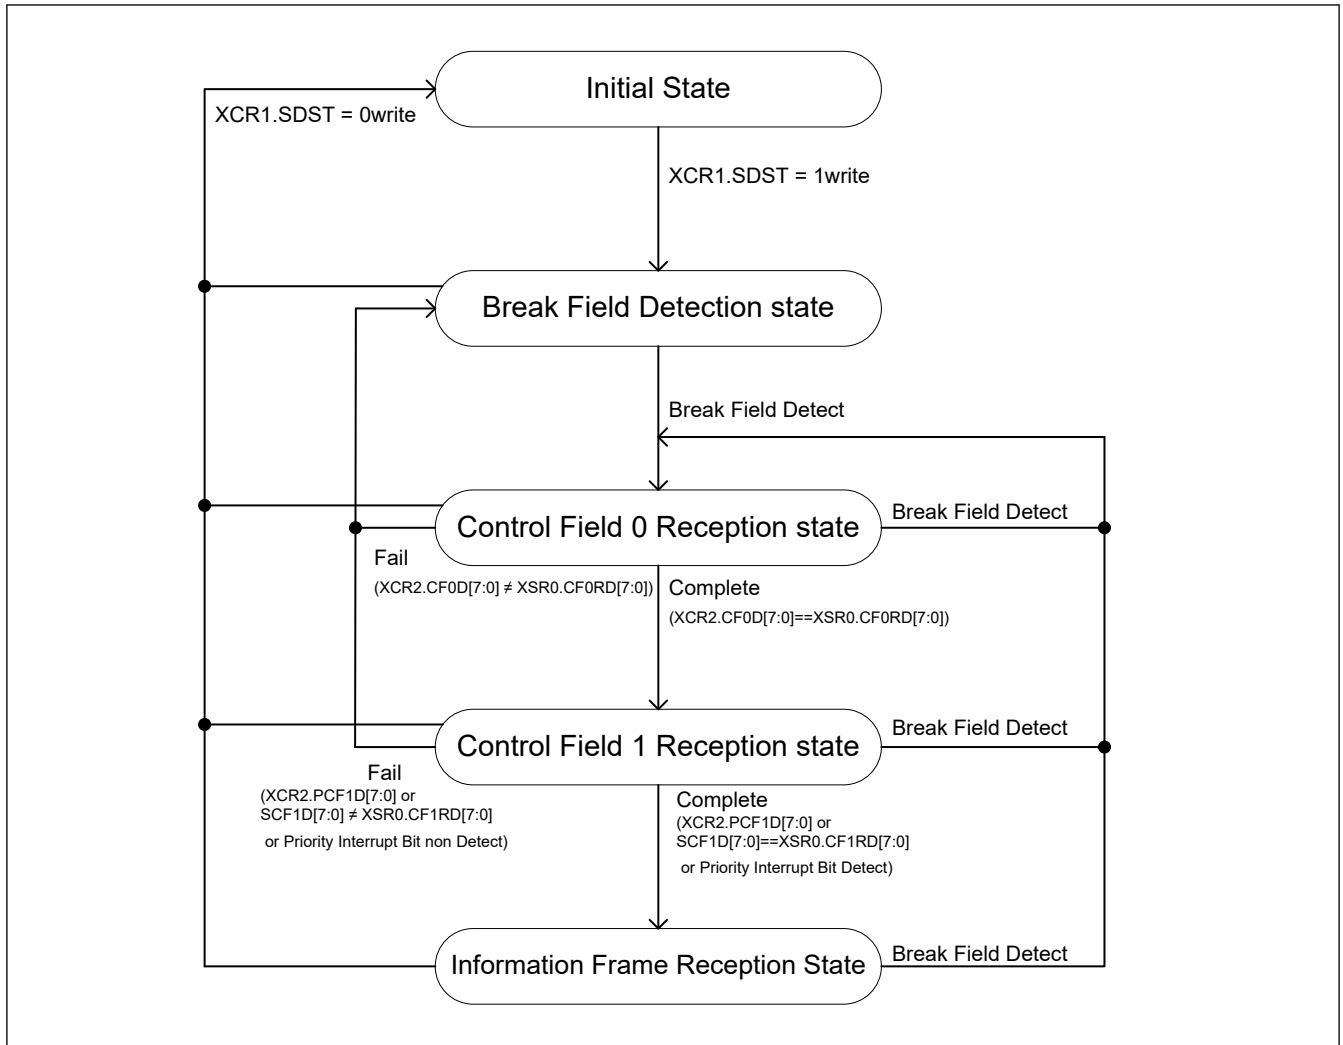 Initial State
XCR1.SDST = 0write
XCR1.SDST = 1write
Break Field Detection state
Break Field Detect
Control Field 0 Reception state
Break Field Detect
Fail
(XCR2.CF0D[7:0] ≠ XSR0.CF0RD[7:0])
Complete
(XCR2.CF0D[7:0]==XSR0.CF0RD[7:0])
Control Field 1 Reception state
Break Field Detect
Fail
(XCR2.PCF1D[7:0] or
SCF1D[7:0] ≠ XSR0.CF1RD[7:0]
or Priority Interrupt Bit non Detect)
Complete
(XCR2.PCF1D[7:0] or
SCF1D[7:0]==XSR0.CF1RD[7:0]
or Priority Interrupt Bit Detect)
Information Frame Reception State
Break Field Detect